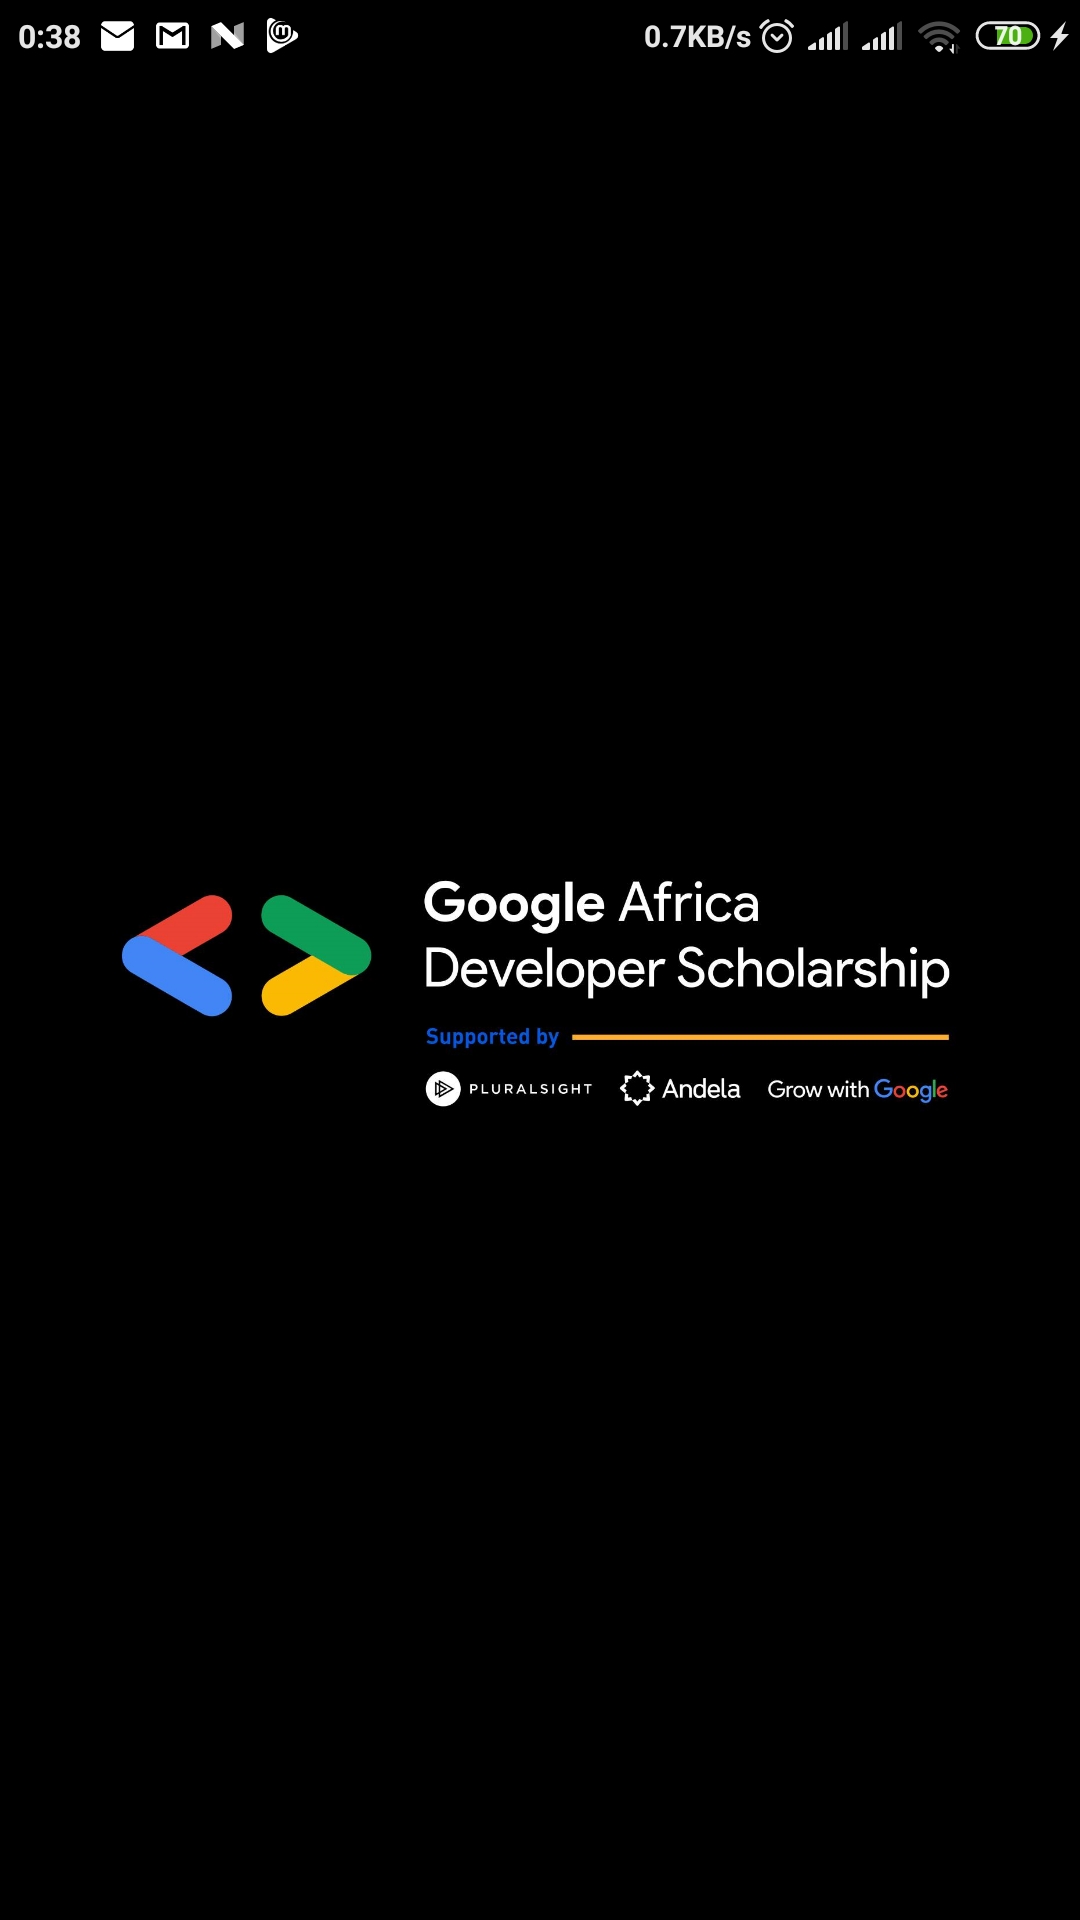 0:38 0.7KB/s 70
Google Africa
Developer Scholarship
Supported by
PLURALSIGHT Andela Grow with Google